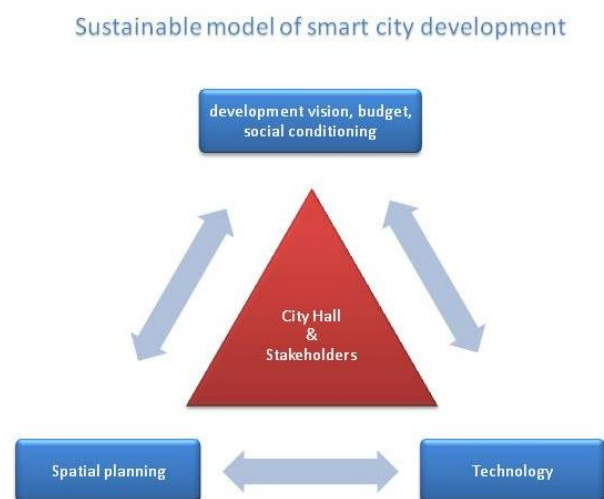 Sustainable model of smart city development
development vision, budget,
social conditioning
City Hall
&
Stakeholders
Spatial planning
Technology